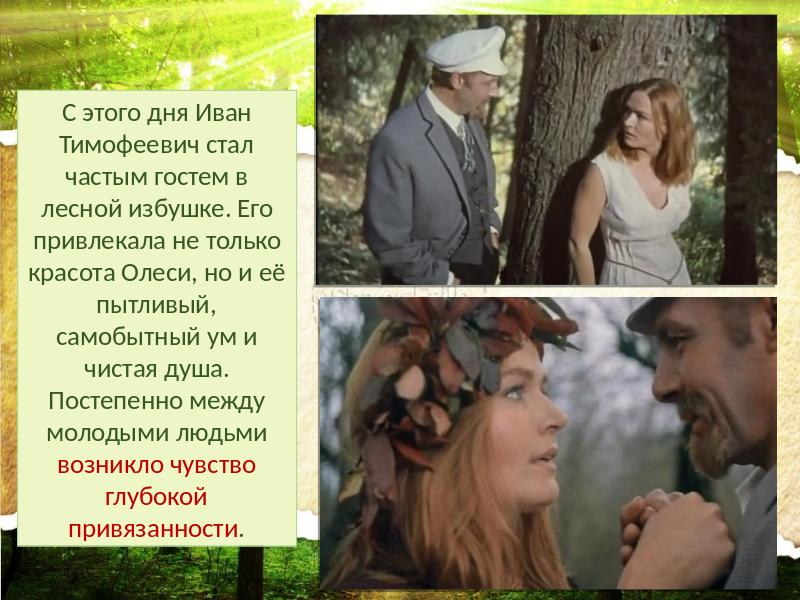 С этого дня Иван
Тимофеевич стал
частым гостем в
лесной избушке. Его
привлекала не только
красота Олеси, но и её
пытливый,
самобытный ум и
чистая душа.
Постепенно между
молодыми людьми
возникло чувство
глубокой
привязанности.